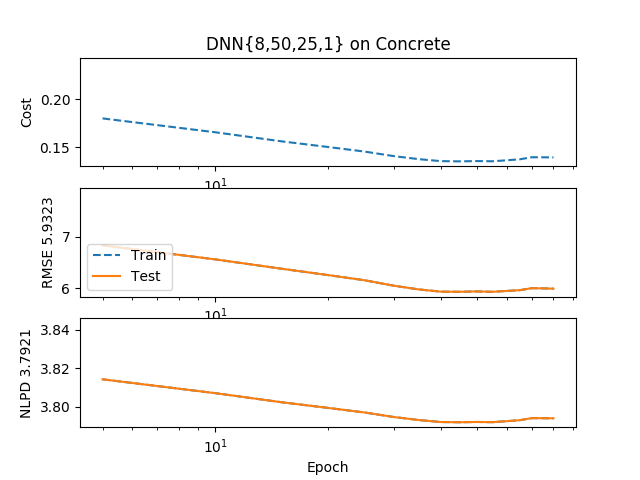 DNN{8,50,25,1} on Concrete
Cost
0.20
0.15
10¹
RMSE 5.9323
7
6
Train
Test
10¹
NLPD 3.7921
3.84
3.82
3.80
10¹
Epoch